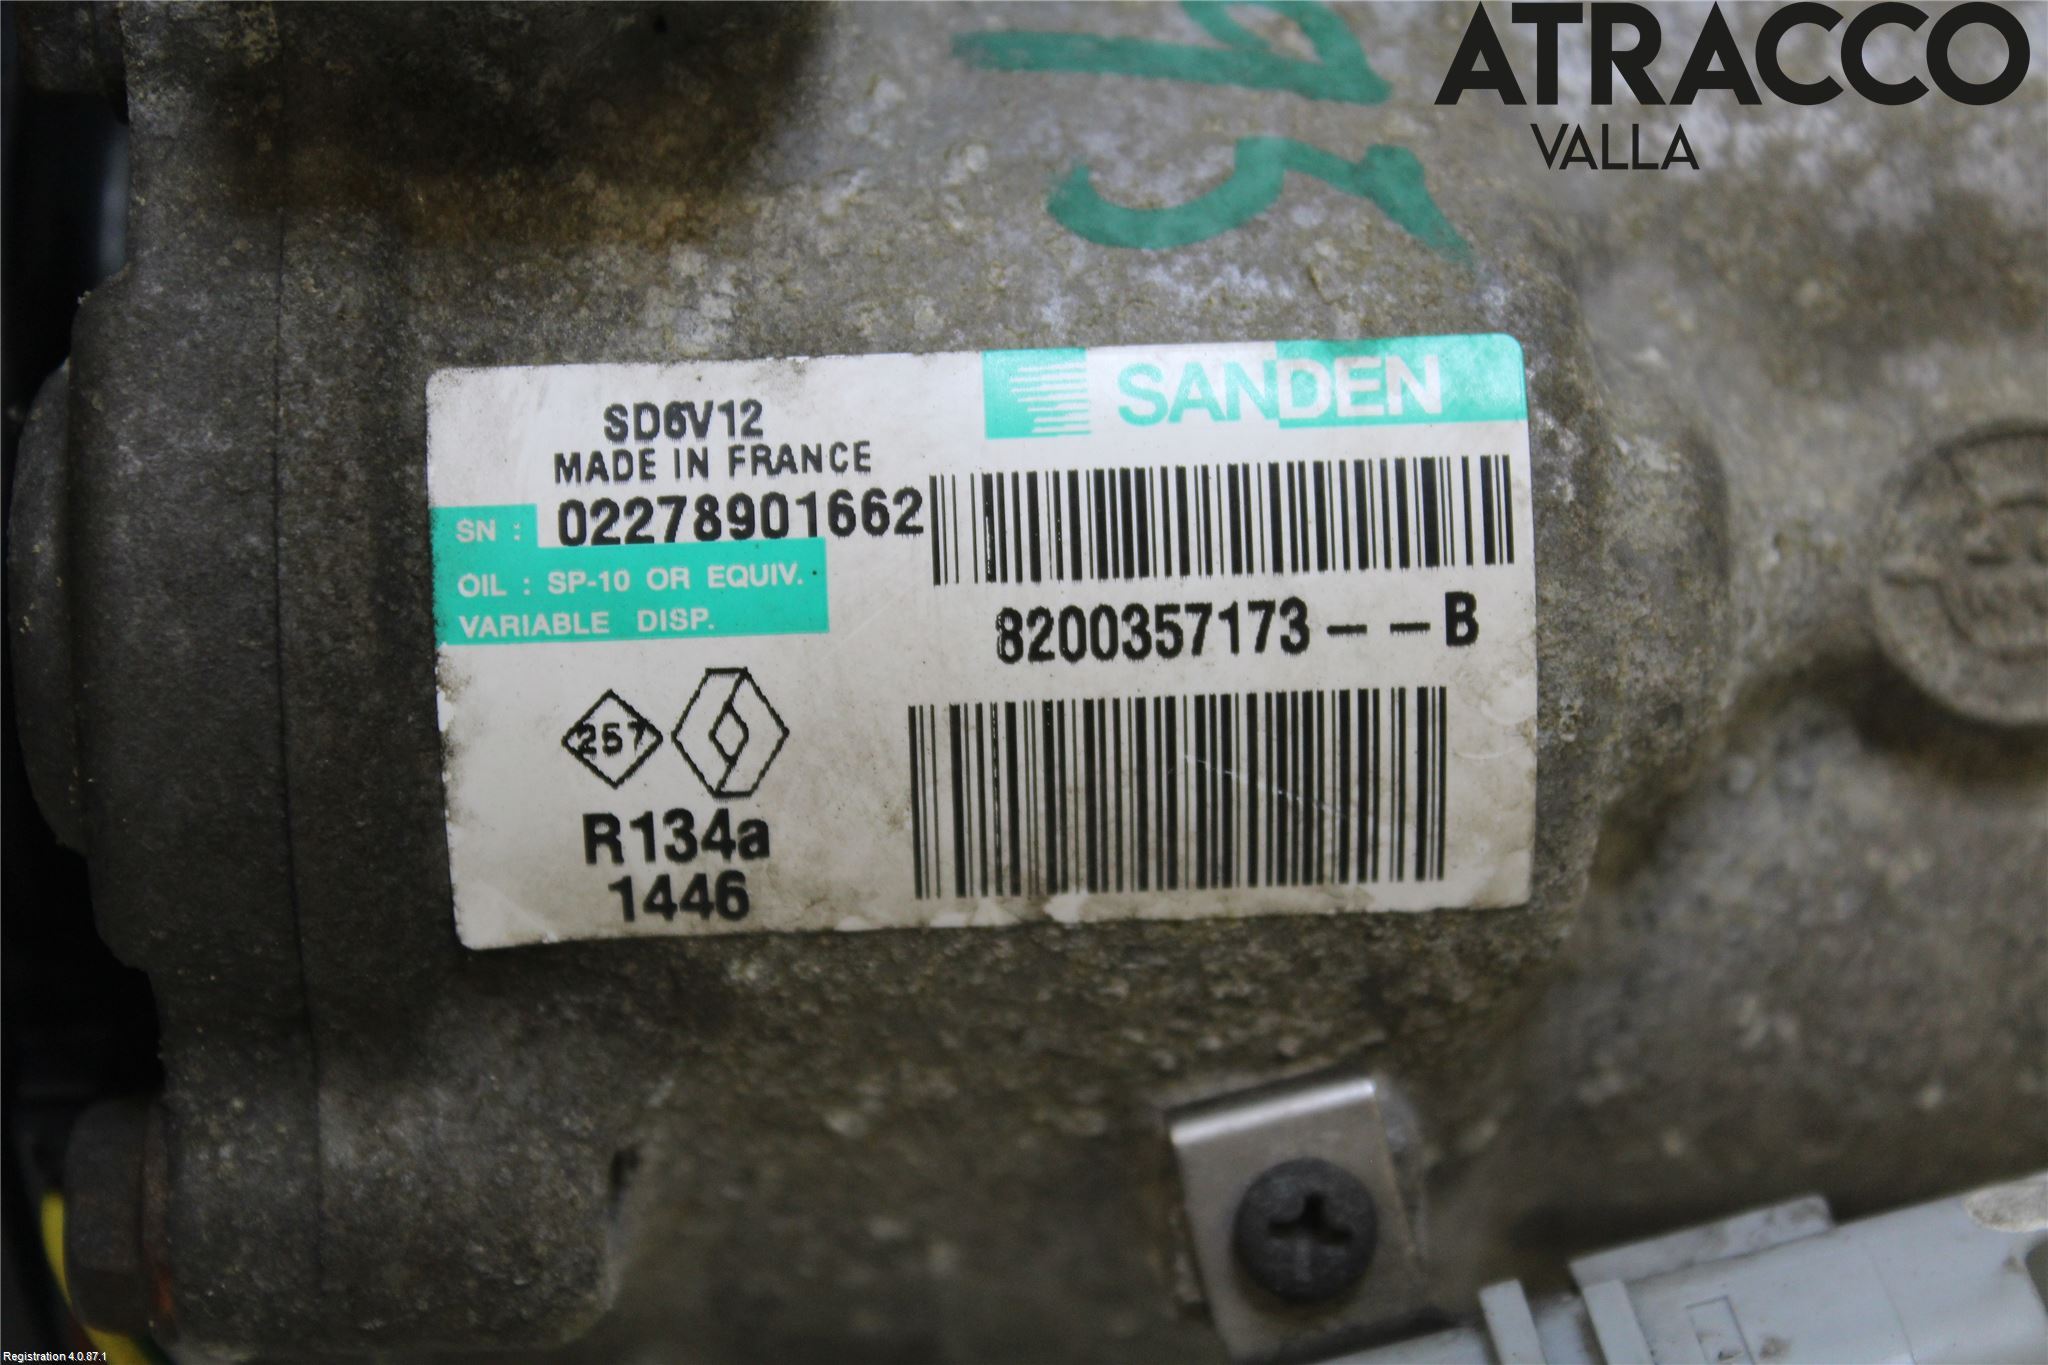 ATRACCO
VALLA
SANDEN
SD6V12
MADE IN FRANCE
SN : 02278901662
OIL : SP-10 OR EQUIV.
VARIABLE DISP.
8200357173--B
257
R134a
1446
Registration 4.0.87.1